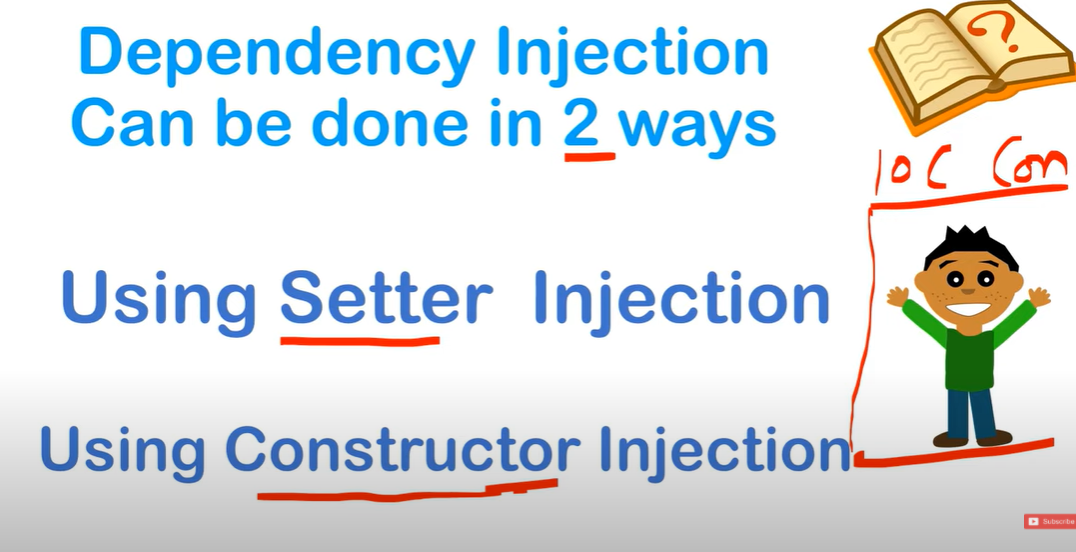 Dependency Injection
Can be done in 2 ways
?
IOC Con
Using Setter Injection
Using Constructor Injection
Subscribe